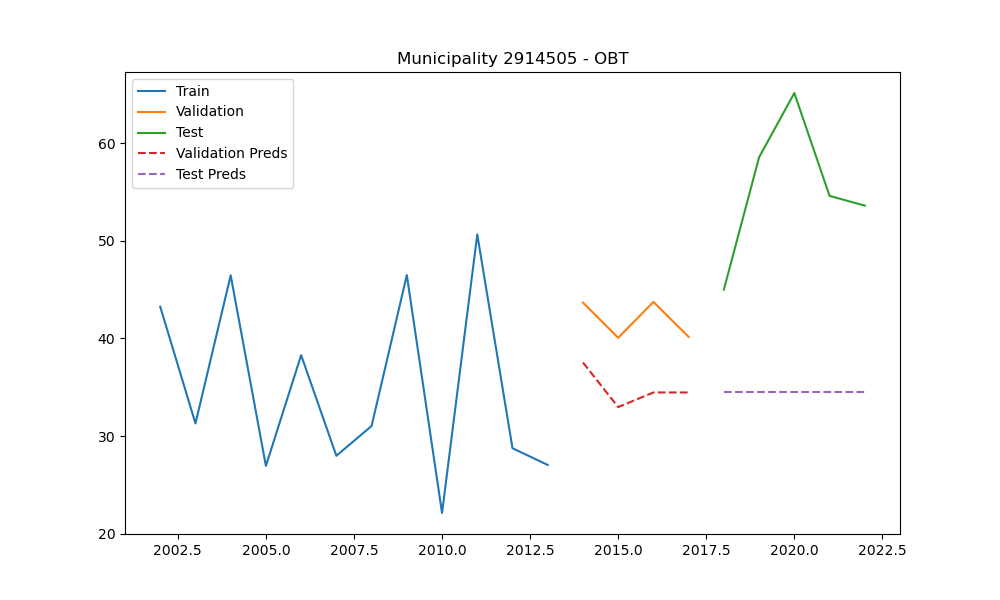 Municipality 2914505 - OBT
Train
Validation
Test
Validation Preds
Test Preds
60
50
40
30
20
2002.5 2005.0 2007.5 2010.0 2012.5 2015.0 2017.5 2020.0 2022.5